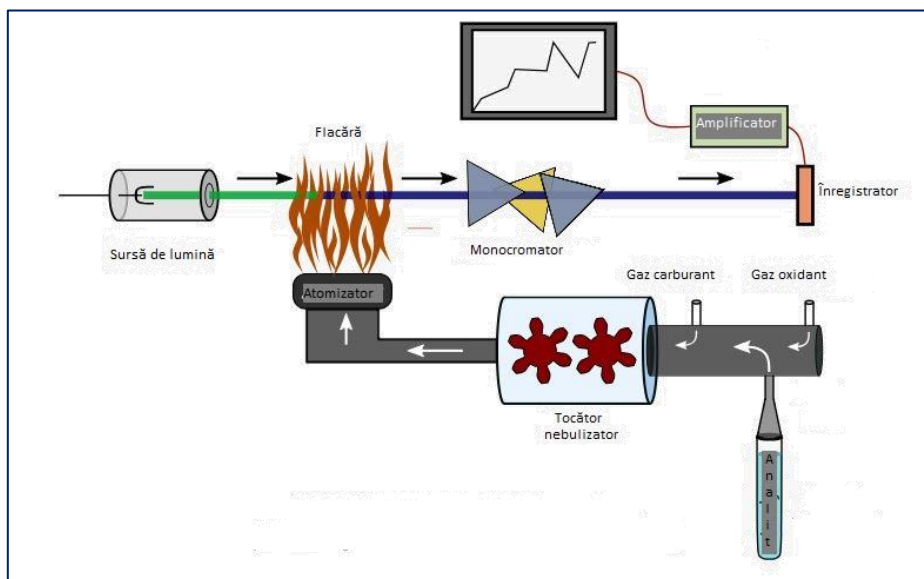 Flacără
Amplificator
Înregistrator
Sursă de lumină
Monocromator
Gaz carburant
Gaz oxidant
Atomizator
Tocător
nebulizator
Analit